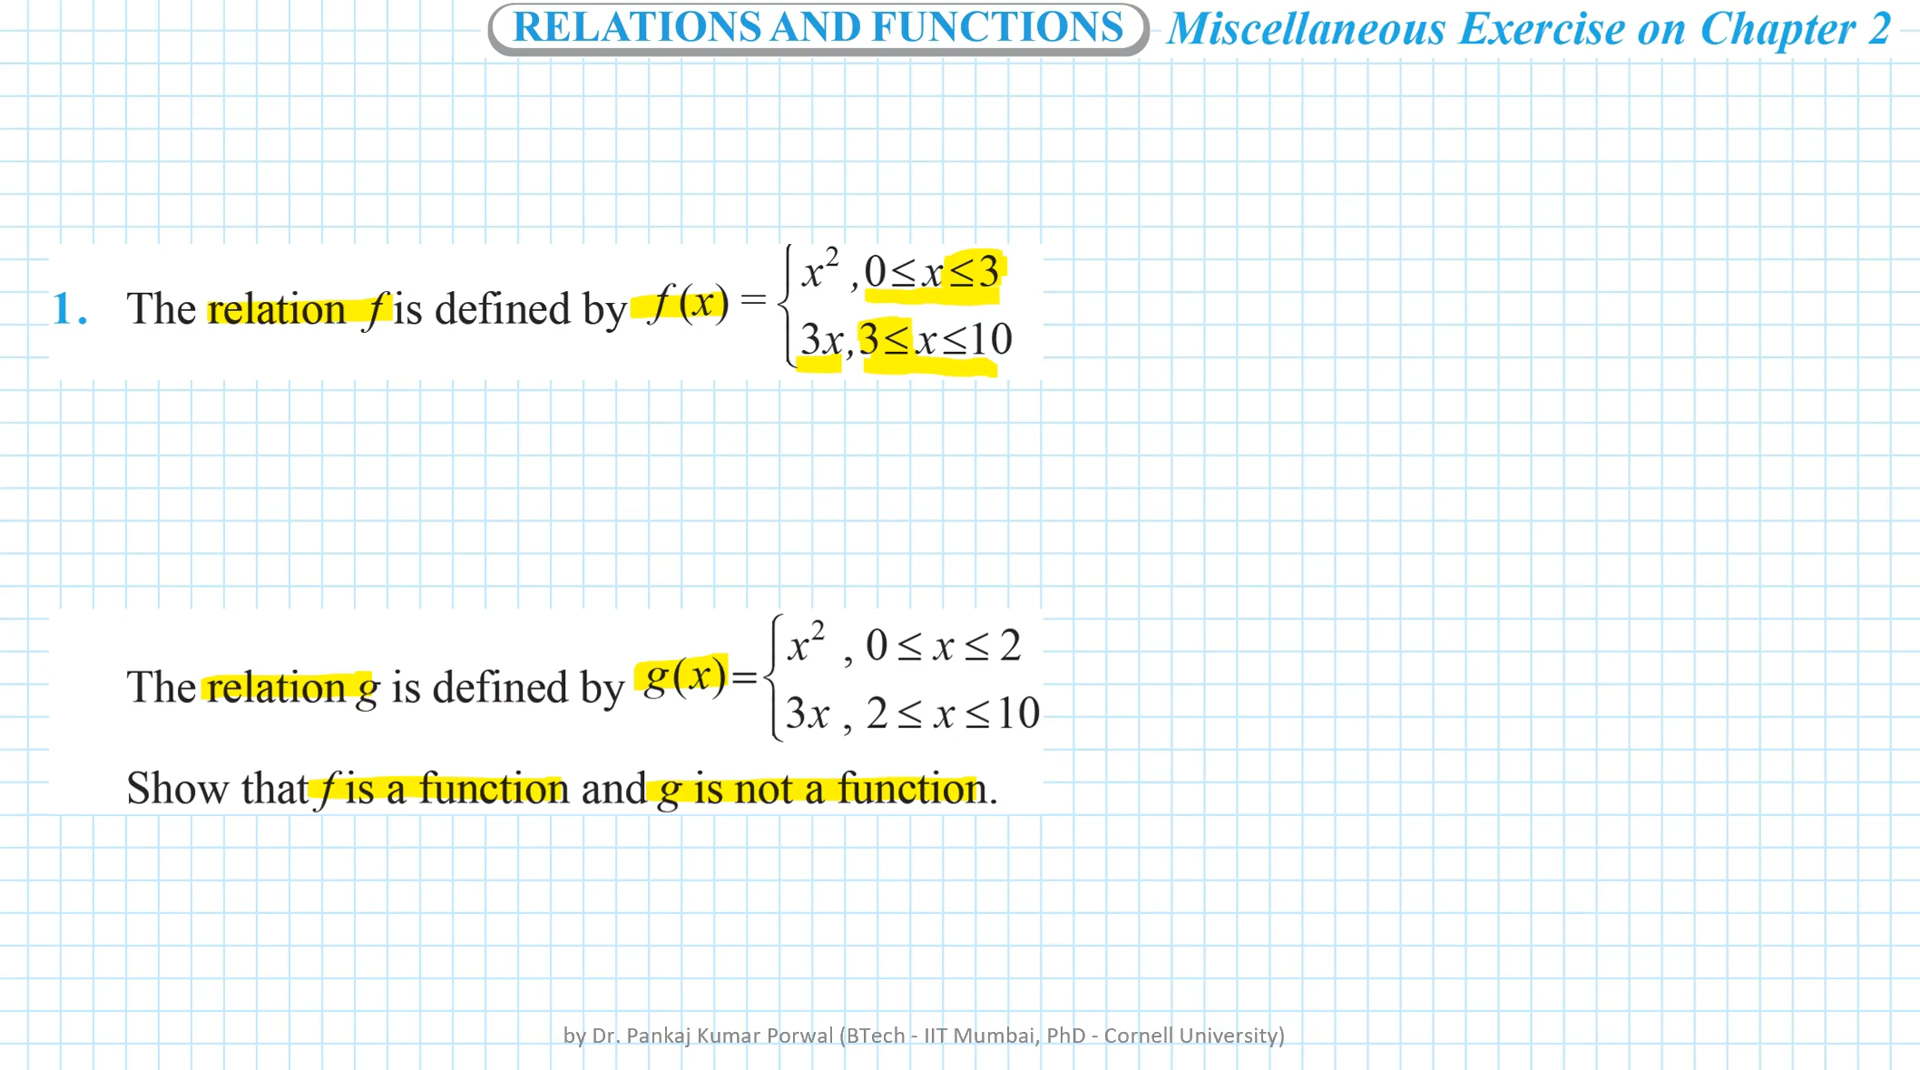 RELATIONS AND FUNCTIONS Miscellaneous Exercise on Chapter 2
1. The relation f is defined by f(x) = { x², 0≤x≤3
3x, 3≤x≤10
The relation g is defined by g(x) = { x² , 0 ≤ x ≤ 2
3x , 2 ≤ x ≤ 10
Show that f is a function and g is not a function.
by Dr. Pankaj Kumar Porwal (BTech - IIT Mumbai, PhD - Cornell University)